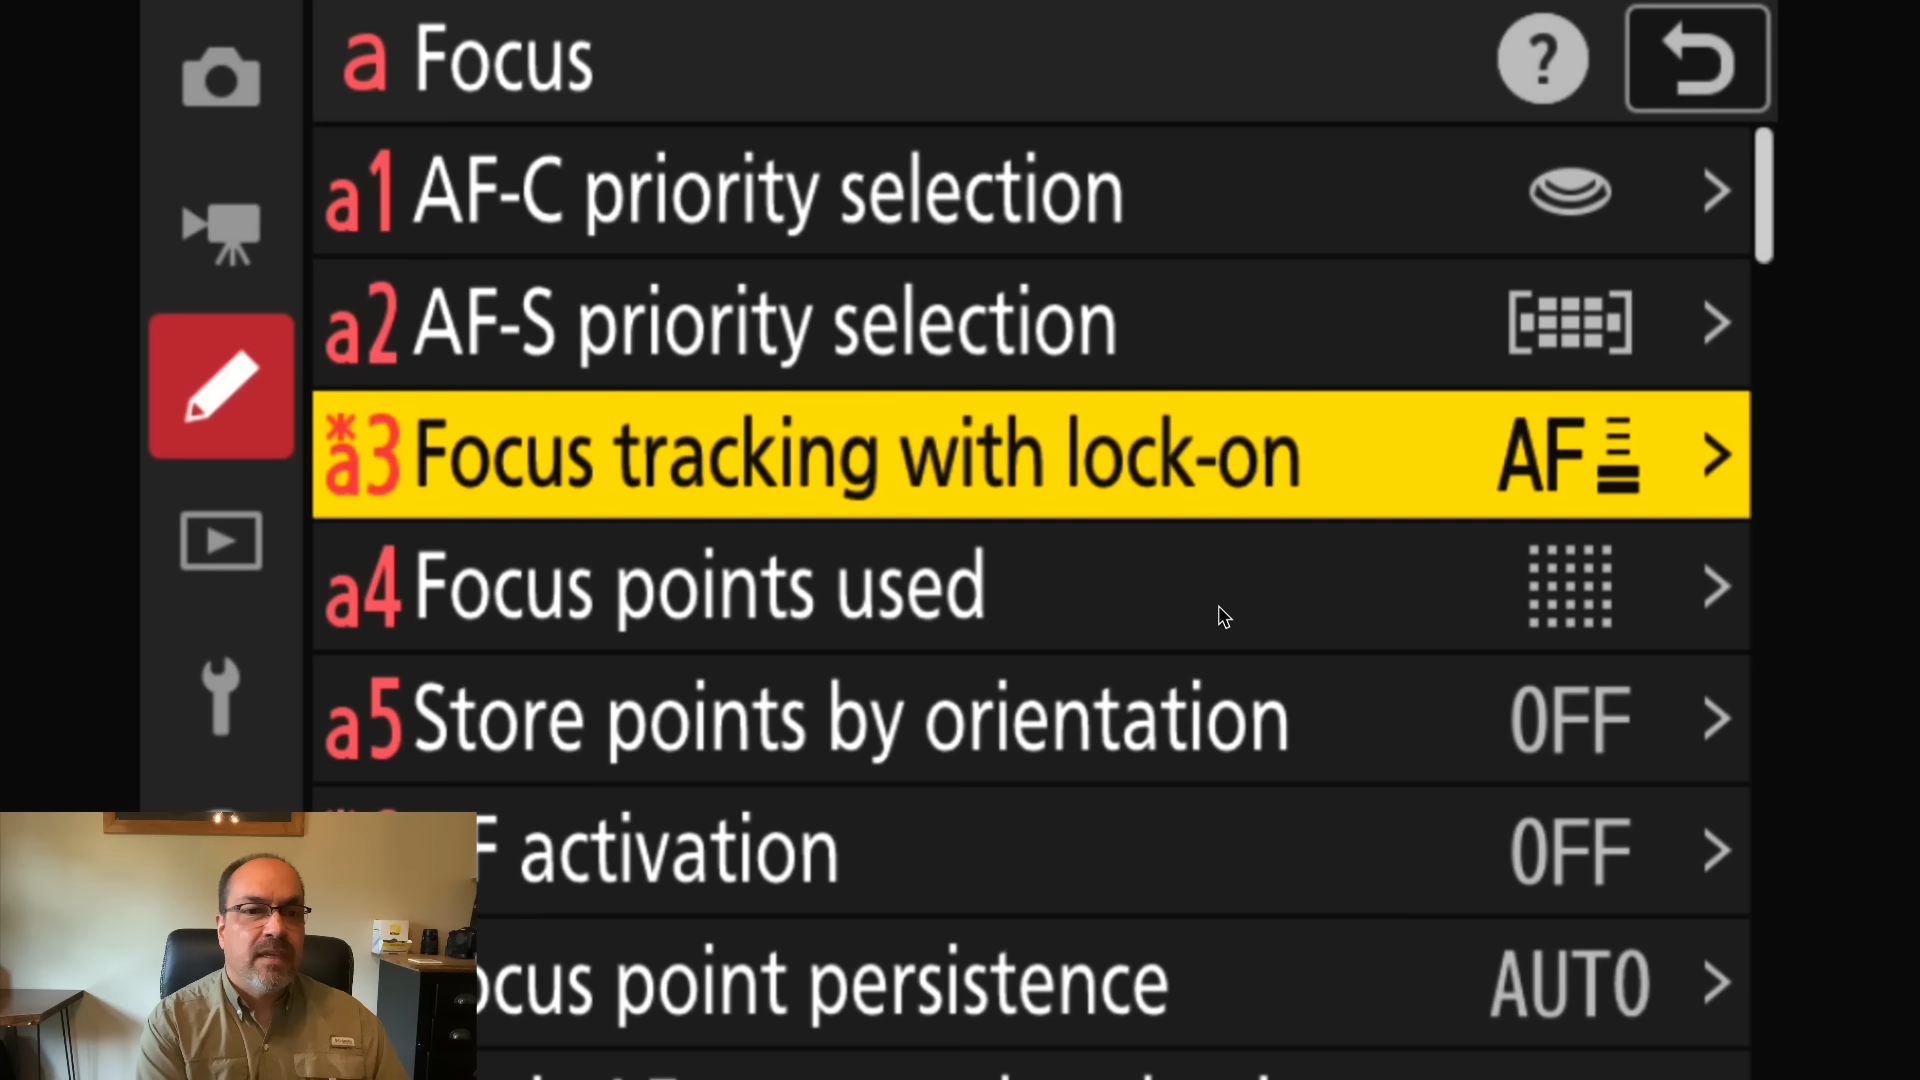 a Focus ?
a1 AF-C priority selection >
a2 AF-S priority selection >
*a3 Focus tracking with lock-on AF >
a4 Focus points used >
a5 Store points by orientation OFF >
F activation OFF >
ocus point persistence AUTO >